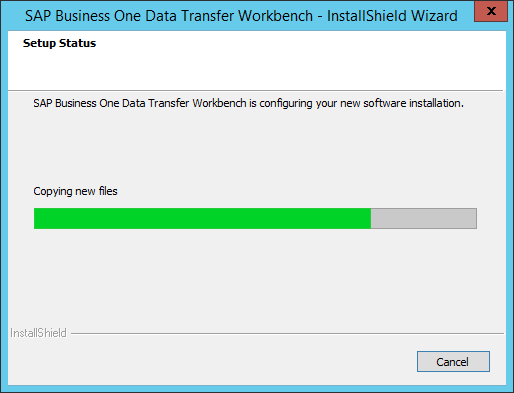 SAP Business One Data Transfer Workbench - InstallShield Wizard
Setup Status
SAP Business One Data Transfer Workbench is configuring your new software installation.
Copying new files
InstallShield
Cancel